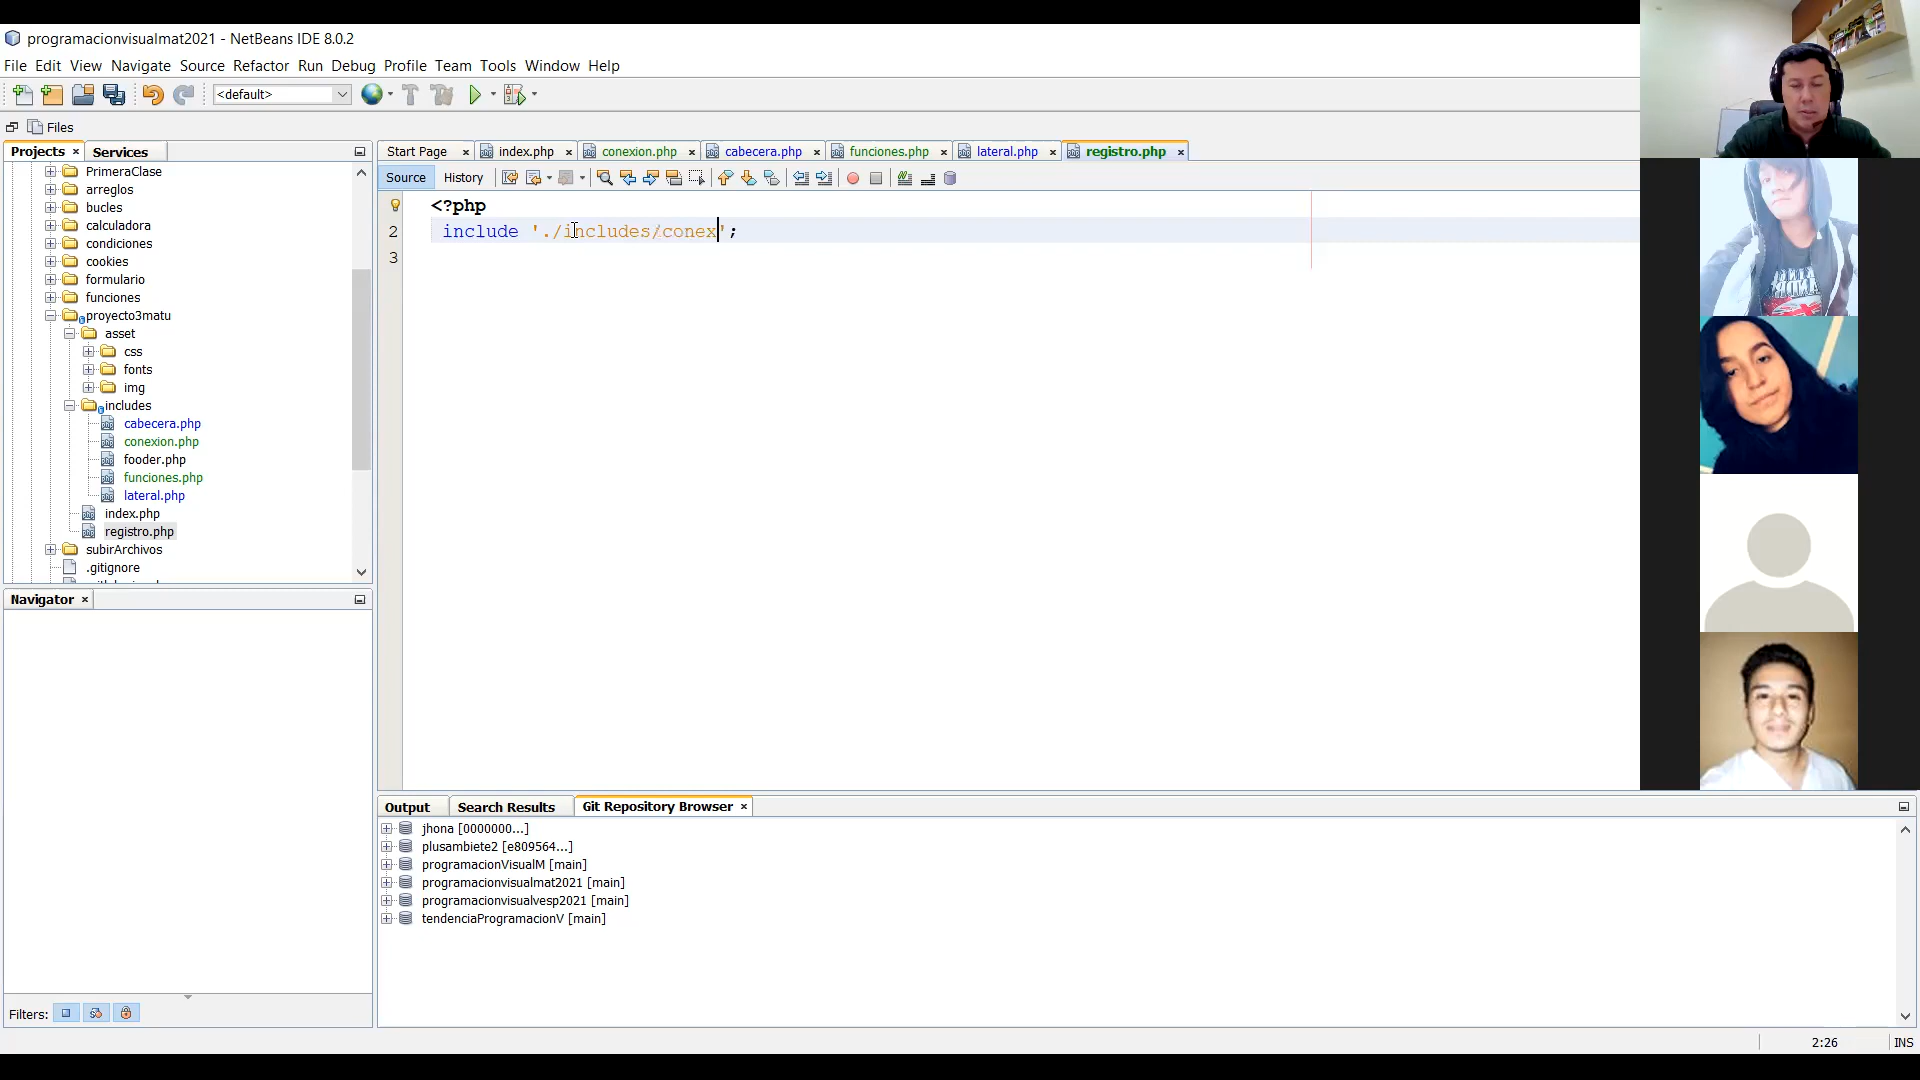 programacionvisualmat2021 - NetBeans IDE 8.0.2
File Edit View Navigate Source Refactor Run Debug Profile Team Tools Window Help
<default>
Files
Projects
Services
PrimeraClase
arreglos
bucles
calculadora
condiciones
cookies
formulario
funciones
proyecto3matu
asset
css
fonts
img
includes
cabecera.php
conexion.php
fooder.php
funciones.php
lateral.php
index.php
registro.php
subirArchivos
.gitignore
Navigator
Filters:
Start Page index.php conexion.php cabecera.php funciones.php lateral.php registro.php
Source History
<?php
2 include './includes/conex';
3
Output Search Results Git Repository Browser
jhona [0000000...]
plusambiete2 [e809564...]
programacionVisualM [main]
programacionvisualmat2021 [main]
programacionvisualvesp2021 [main]
tendenciaProgramacionV [main]
2:26 INS